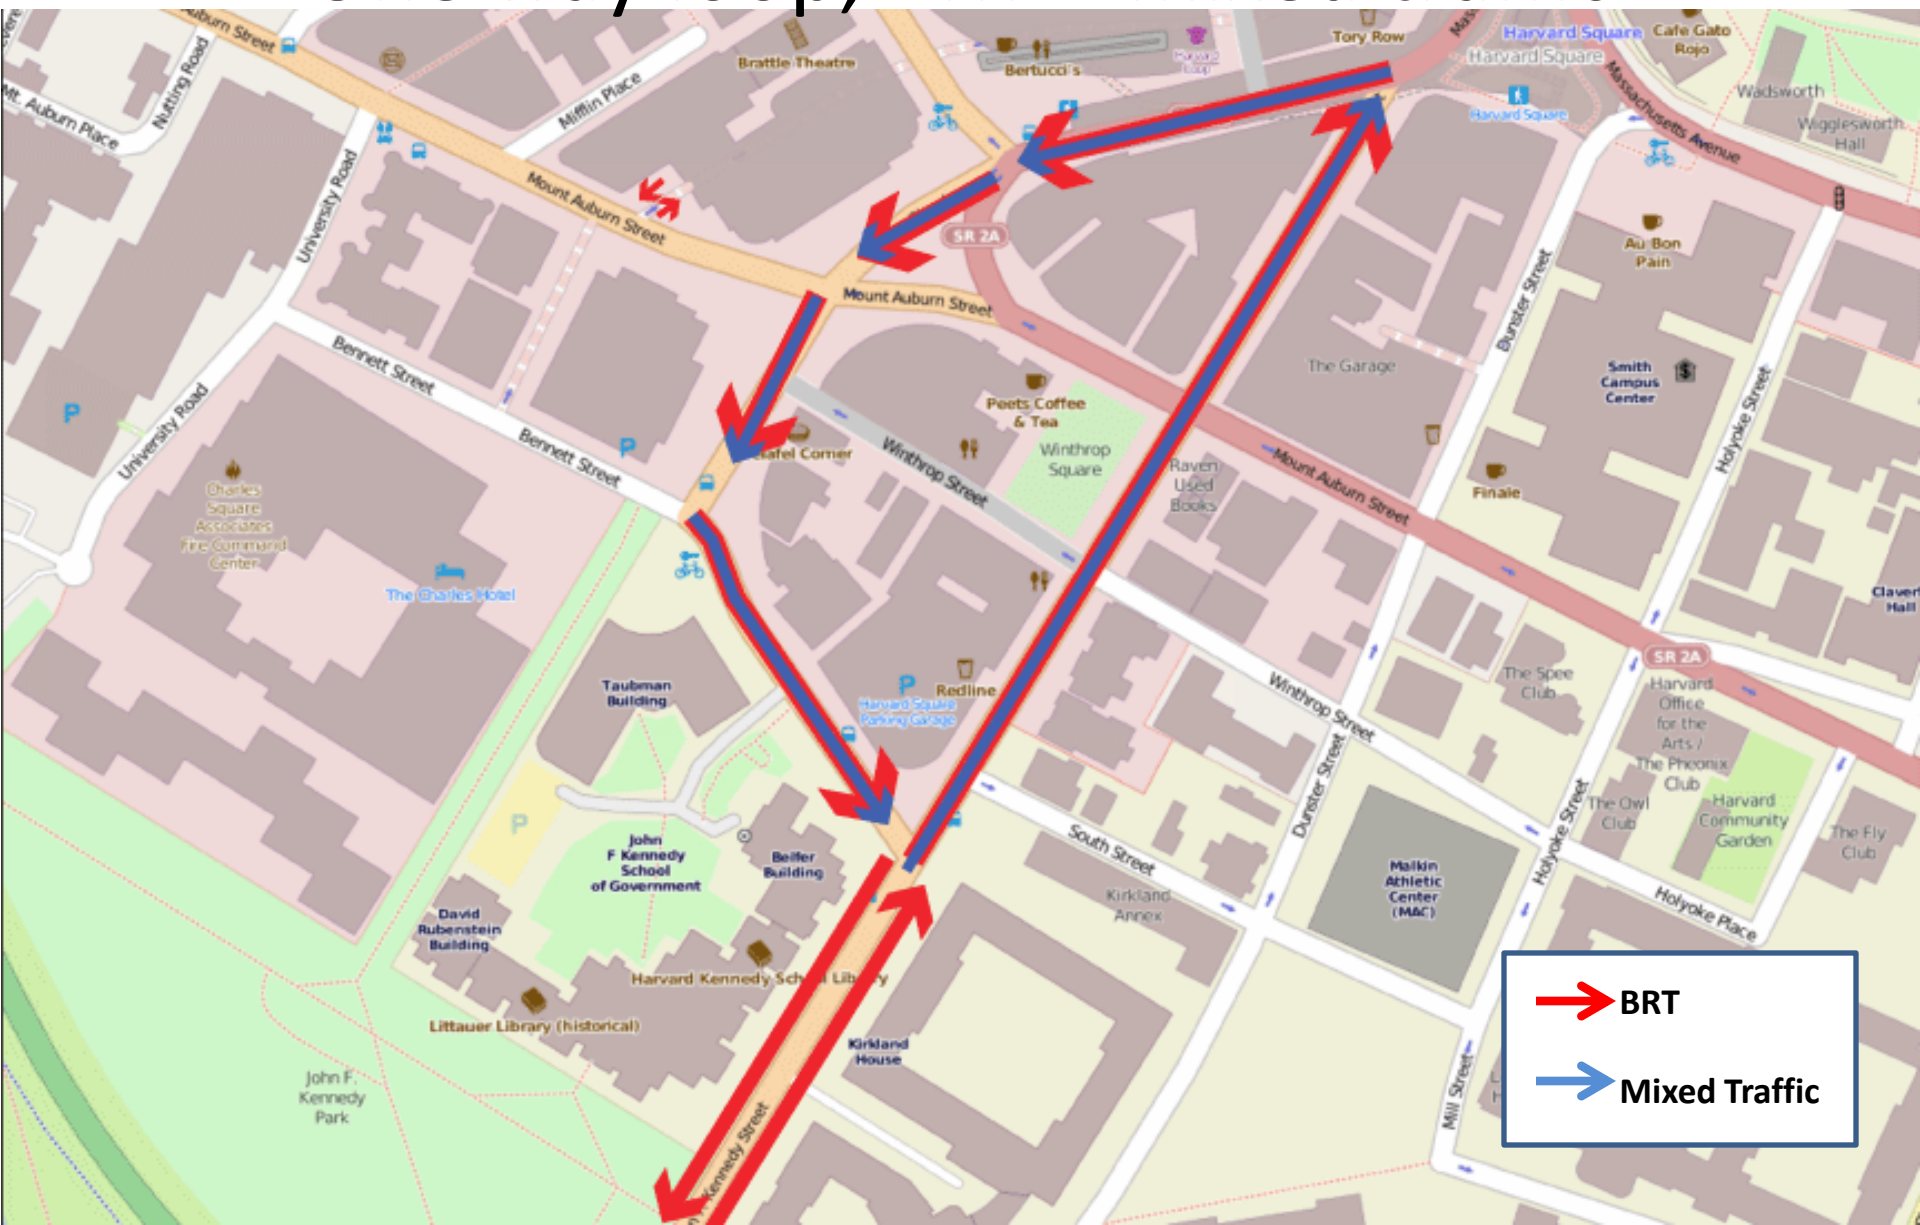 Auburn Street
Nutting Road
Mt. Auburn Place
Mifflin Place
Brattle Theatre
Bertucci's
Harvard
Tory Row
Harvard Square
Harvard Square
Cafe Gato
Rojo
Harvard Square
Massachusetts Avenue
Wadsworth
Wigglesworth
Hall
University Road
Mount Auburn Street
SR 2A
Mount Auburn Street
Au Bon
Pain
Dunster Street
The Garage
Smith
Campus
Center
Holyoke Street
Bennett Street
Bennett Street
University Road
P
P
Peets Coffee
& Tea
Winthrop
Square
Corner
Winthrop Street
Raven
Used
Books
Mount Auburn Street
Finale
Charles
Square
Associates
Fire Command
Center
The Charles Hotel
Claver
Hall
SR 2A
Taubman
Building
P
Redline
Harvard Square
Parking Garage
Winthrop Street
The Spee
Club
Harvard
Office
for the
Arts /
The Pheonix
Club
Dunster Street
Holyoke Street
The Owl
Club
Harvard
Community
Garden
The Fly
Club
P
John
F Kennedy
School
of Government
Belfer
Building
South Street
Kirkland
Annex
Malkin
Athletic
Center
(MAC)
Holyoke Place
David
Rubenstein
Building
Harvard Kennedy School Library
Littauer Library (historical)
Kirkland
House
John F.
Kennedy
Park
Kennedy Street
Mill Street
BRT
Mixed Traffic